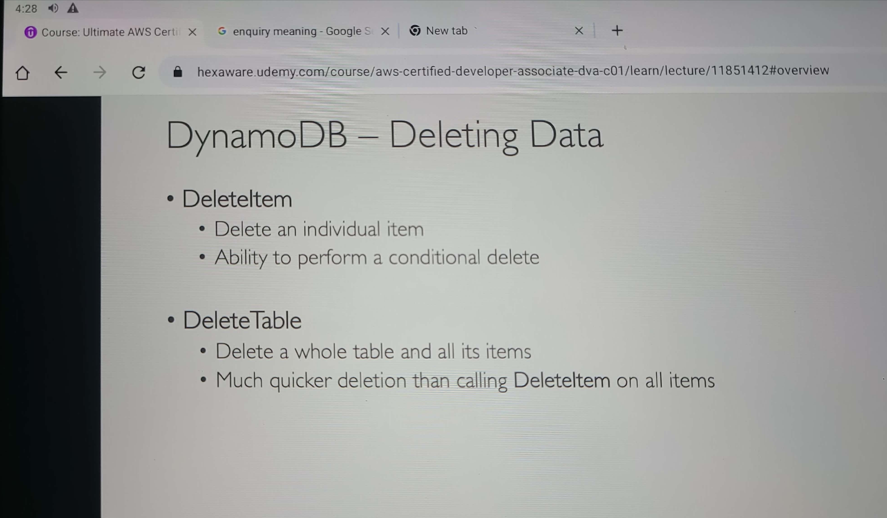 4:28
Course: Ultimate AWS Certi
enquiry meaning - Google S
New tab
hexaware.udemy.com/course/aws-certified-developer-associate-dva-c01/learn/lecture/11851412#overview
DynamoDB – Deleting Data
• DeleteItem
• Delete an individual item
• Ability to perform a conditional delete
• DeleteTable
• Delete a whole table and all its items
• Much quicker deletion than calling DeleteItem on all items